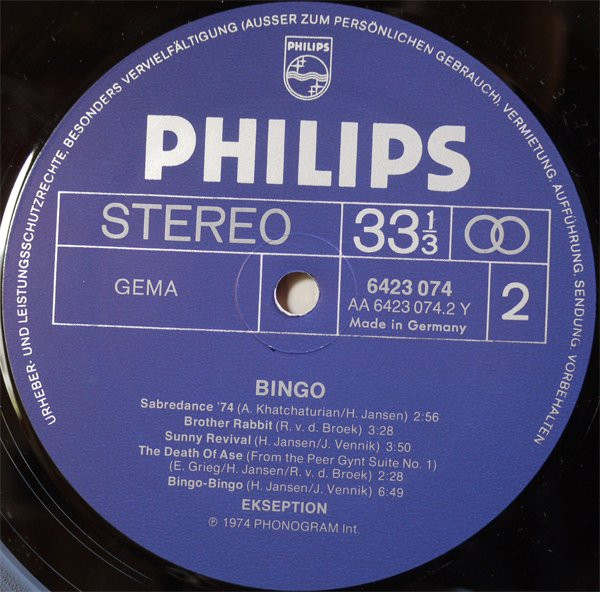 URHEBER- UND LEISTUNGSSCHUTZRECHTE, BESONDERS VERVIELFÄLTIGUNG (AUSSER ZUM PERSÖNLICHEN GEBRAUCH), VERMIETUNG, AUFFÜHRUNG, SENDUNG, VORBEHALTEN
PHILIPS
PHILIPS
STEREO 33 1/3
GEMA 6423 074 2
AA 6423 074.2 Y
Made in Germany
BINGO
Sabredance '74 (A. Khatchaturian/H. Jansen) 2:56
Brother Rabbit (R. v. d. Broek) 3:28
Sunny Revival (H. Jansen/J. Vennik) 3:50
The Death Of Ase (From the Peer Gynt Suite No. 1)
(E. Grieg/H. Jansen/R. v. d. Broek) 2:28
Bingo-Bingo (H. Jansen/J. Vennik) 6:49
EKSEPTION
℗ 1974 PHONOGRAM Int.